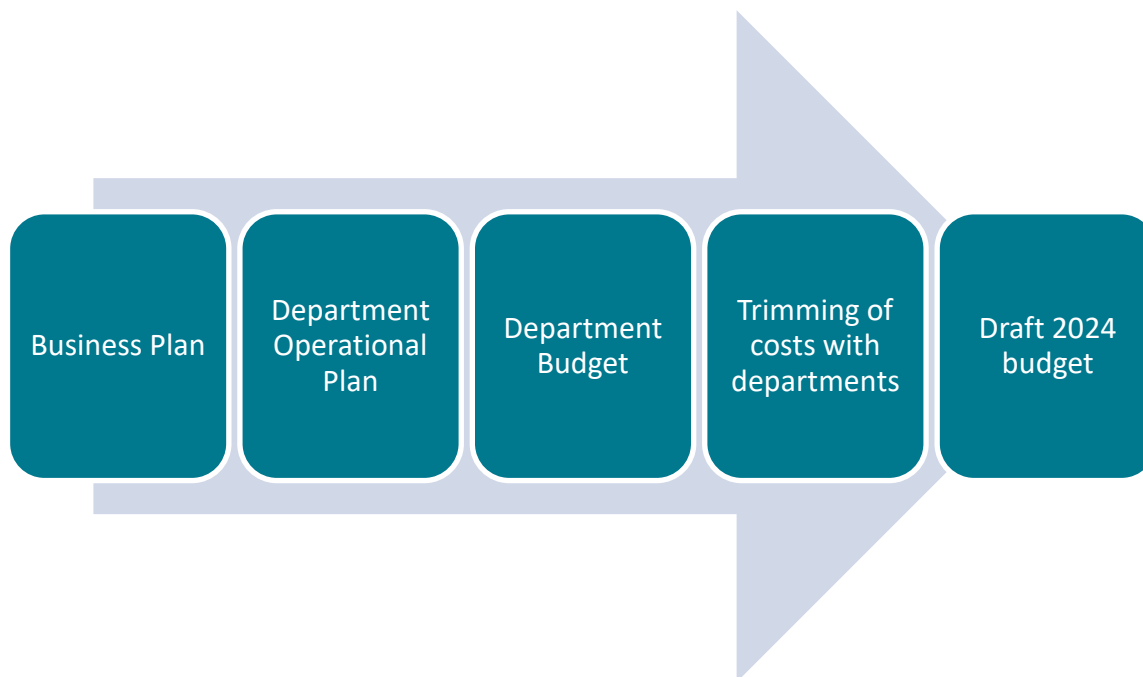 Business Plan
Department
Operational
Plan
Department
Budget
Trimming of
costs with
departments
Draft 2024
budget